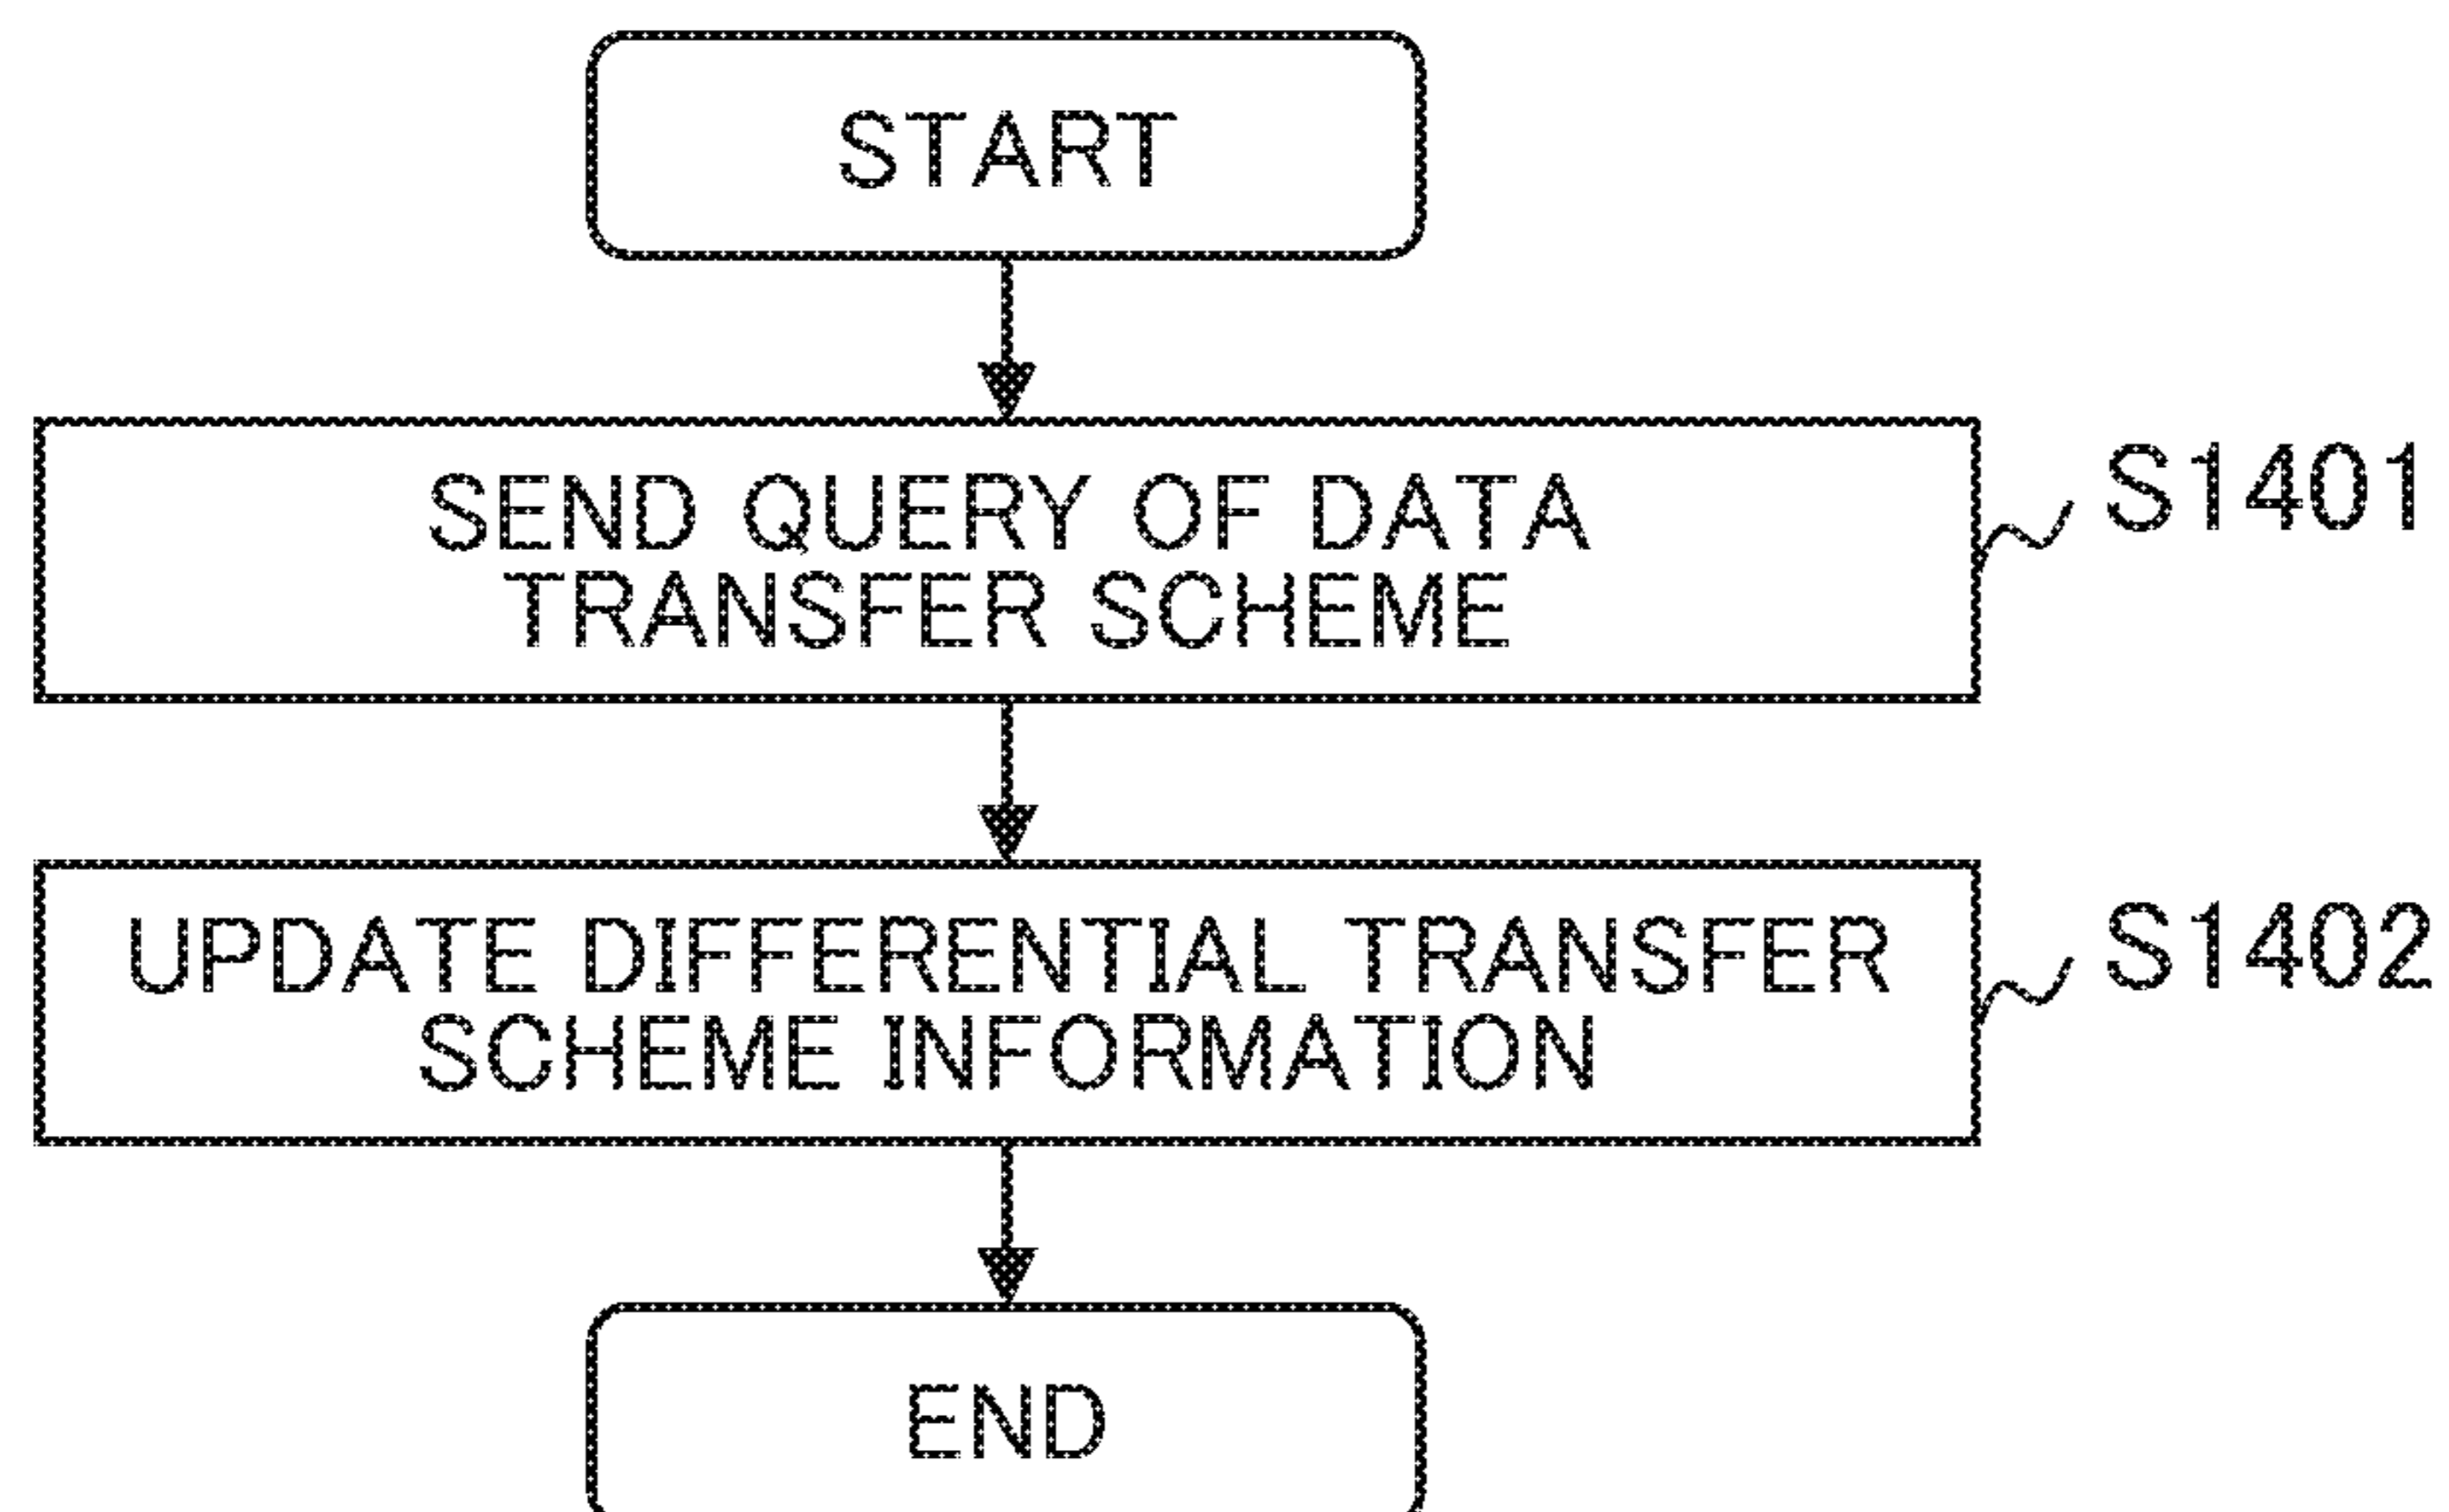 START
SEND QUERY OF DATA
TRANSFER SCHEME
S1401
UPDATE DIFFERENTIAL TRANSFER
SCHEME INFORMATION
S1402
END